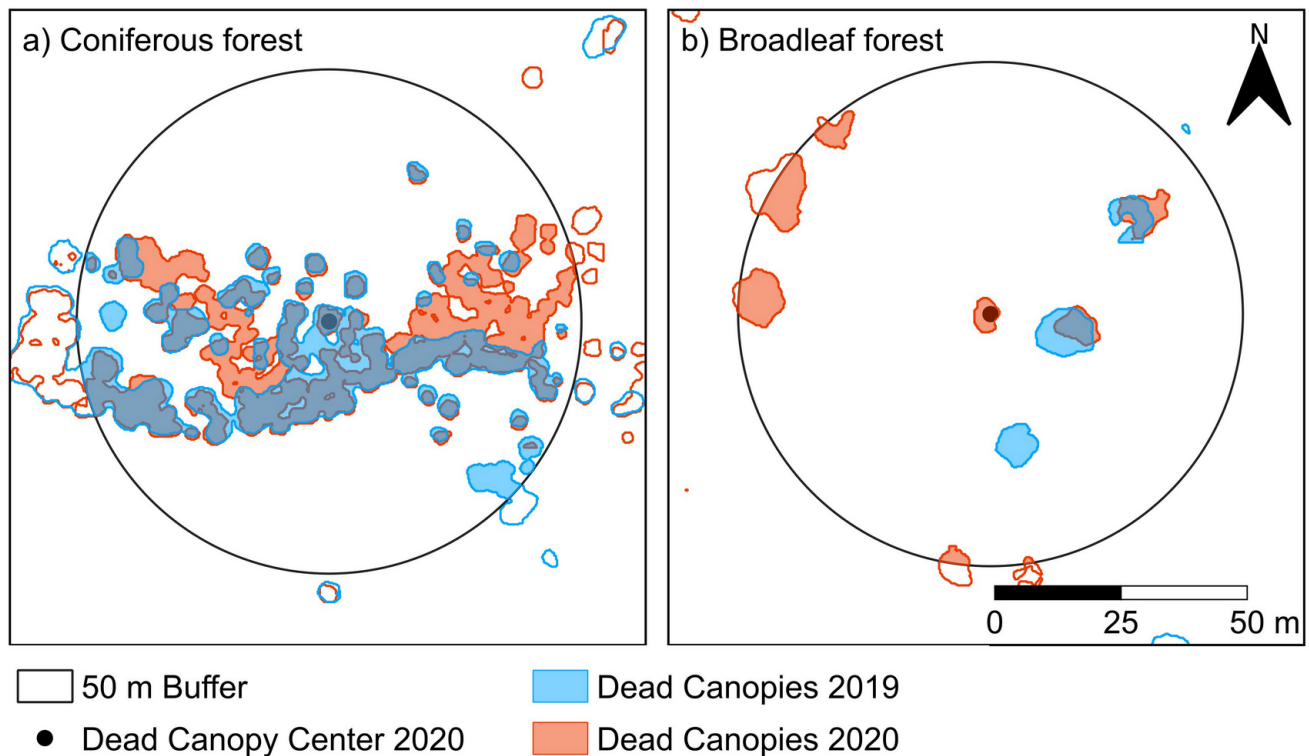 a) Coniferous forest
b) Broadleaf forest
N
0 25 50 m
50 m Buffer
Dead Canopies 2019
Dead Canopy Center 2020
Dead Canopies 2020